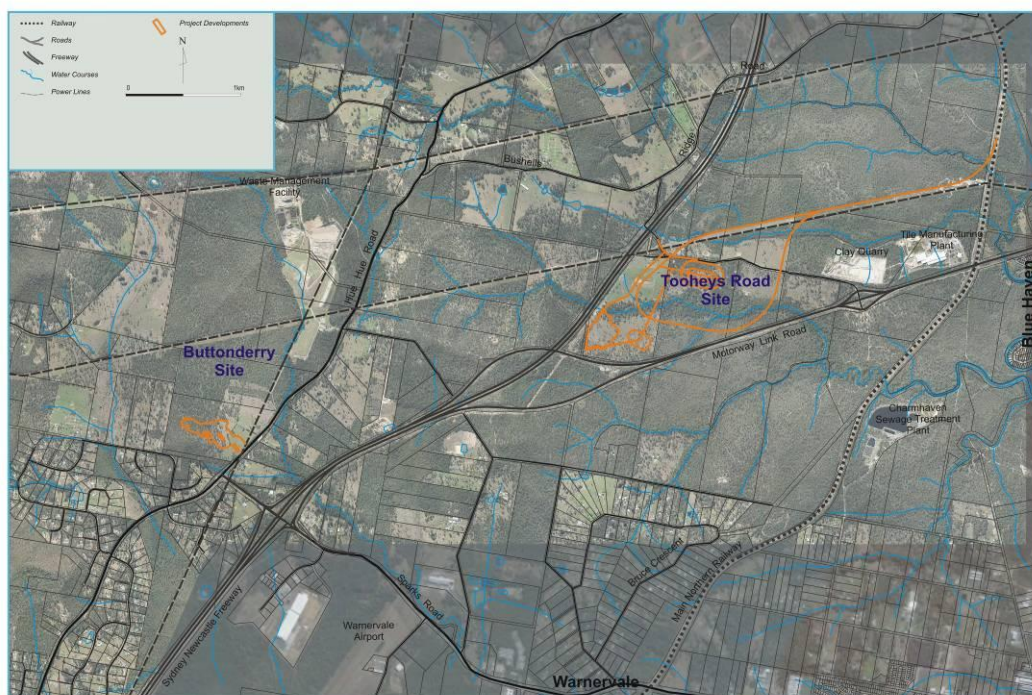 Railway
Project Developments
Roads
N
Freeway
Water Courses
0
1km
Power Lines
Road
Ridge
Bushells
Waste Management
Facility
Hue Hue Road
Tile Manufacturing
Plant
Clay Quarry
Tooheys Road
Site
Blue Haven
Motorway Link Road
Buttonderry
Site
Charmhaven
Sewage Treatment
Plant
Bruce Crescent
Main Northern Railway
Sparks Road
Sydney Newcastle Freeway
Warnervale
Airport
Warnervale